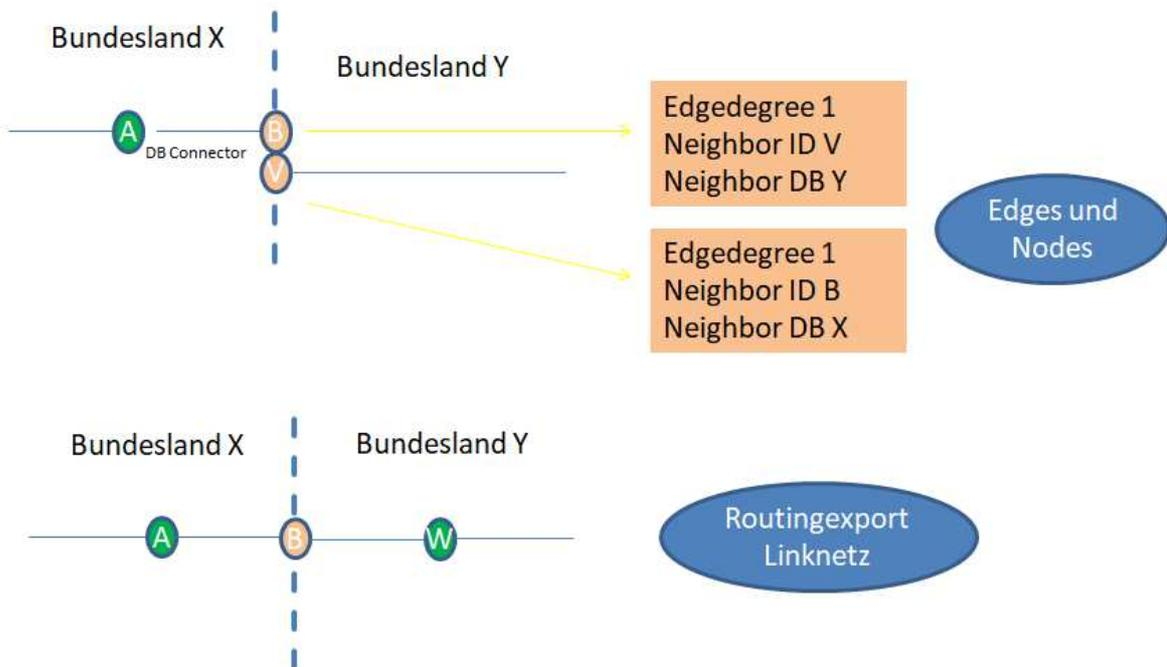 Bundesland X
Bundesland Y
A
DB Connector
B
V
Edgedegree 1
Neighbor ID V
Neighbor DB Y
Edgedegree 1
Neighbor ID B
Neighbor DB X
Edges und
Nodes
Bundesland X
Bundesland Y
A
B
W
Routingexport
Linknetz